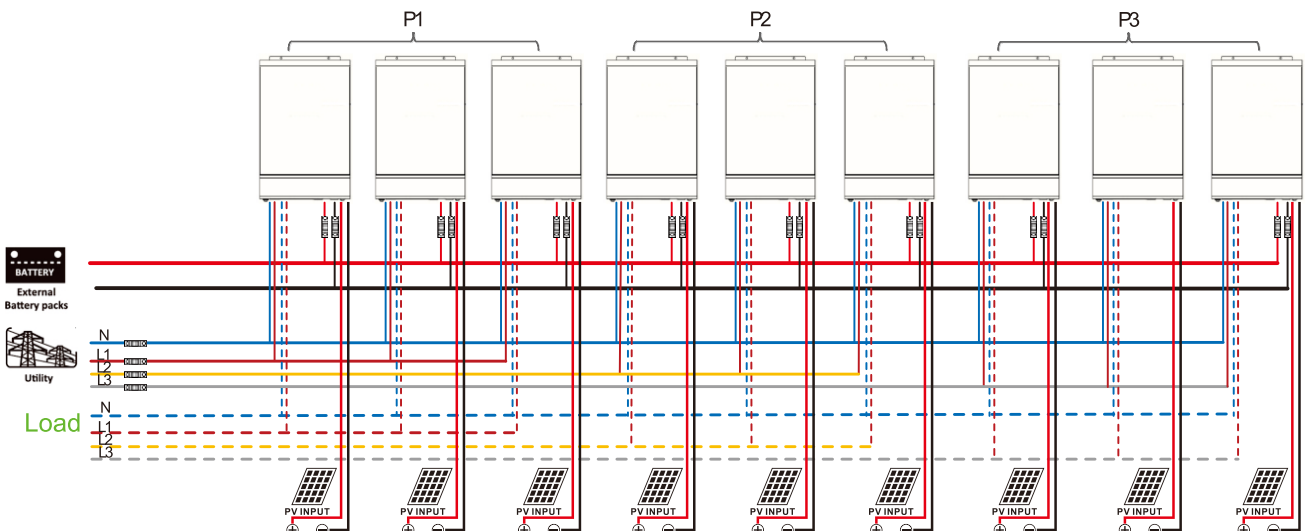 P1 P2 P3
BATTERY
External
Battery packs
N
L1
L2
L3
Utility
N
Load
L1
L2
L3
PV INPUT PV INPUT PV INPUT PV INPUT PV INPUT PV INPUT PV INPUT PV INPUT PV INPUT